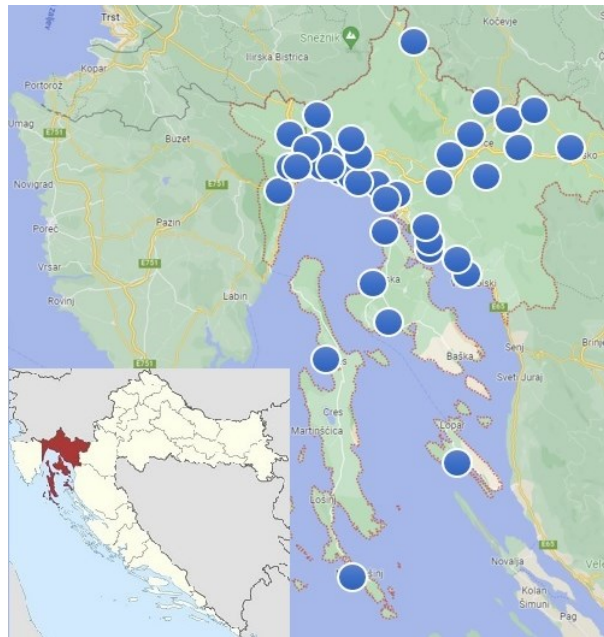 Trst
zaljev
Koper
Portorož
Umag
E751
Buzet
Novigrad
Poreč
Pazin
E751
Vrsar
Rovinj
Labin
E751
Snežnik
Ilirska Bistrica
Kočevje
E65
Senj
Brinje
Sveti Juraj
Baška
Cres
Martinšćica
Lopar
Lošinj
E65
Novalja
Kolan
Šimuni
Pag